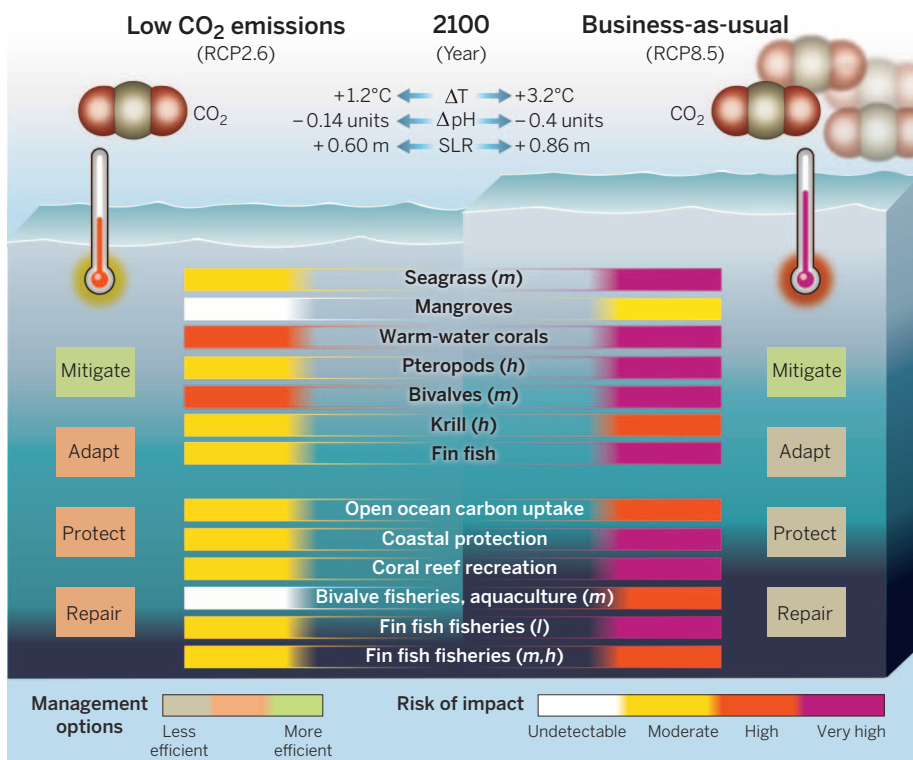 Low CO₂ emissions
(RCP2.6)
2100
(Year)
Business-as-usual
(RCP8.5)
CO₂
+1.2°C ΔT +3.2°C
−0.14 units ΔpH −0.4 units
+0.60 m SLR +0.86 m
CO₂
Seagrass (m)
Mangroves
Warm-water corals
Pteropods (h)
Bivalves (m)
Krill (h)
Fin fish
Open ocean carbon uptake
Coastal protection
Coral reef recreation
Bivalve fisheries, aquaculture (m)
Fin fish fisheries (l)
Fin fish fisheries (m,h)
Mitigate
Adapt
Protect
Repair
Mitigate
Adapt
Protect
Repair
Management
options
Less
efficient
More
efficient
Risk of impact
Undetectable Moderate High Very high